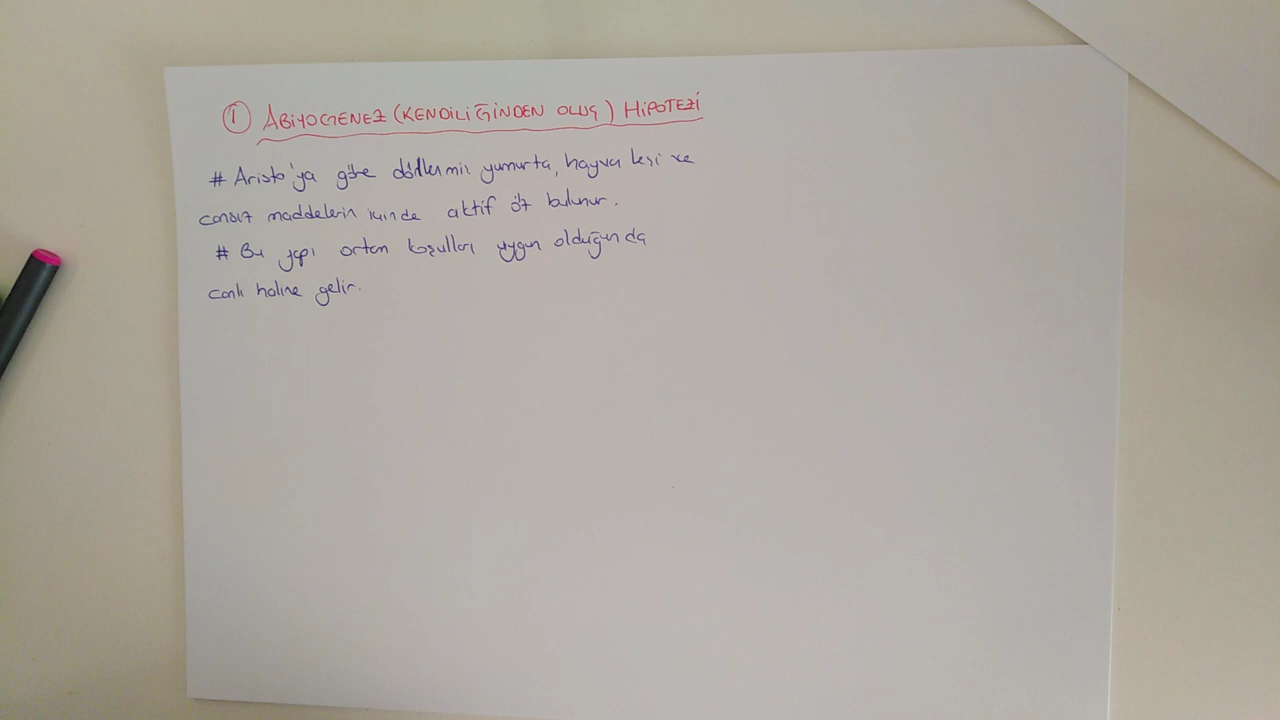 1 ABİYOGENEZ (KENDİLİĞİNDEN OLUŞ) HİPOTEZİ
# Aristo'ya göre döllenmiş yumurta, hayvan leşi ve
cansız maddelerin içinde aktif öz bulunur.
# Bu yapı ortam koşulları uygun olduğunda
canlı haline gelir.